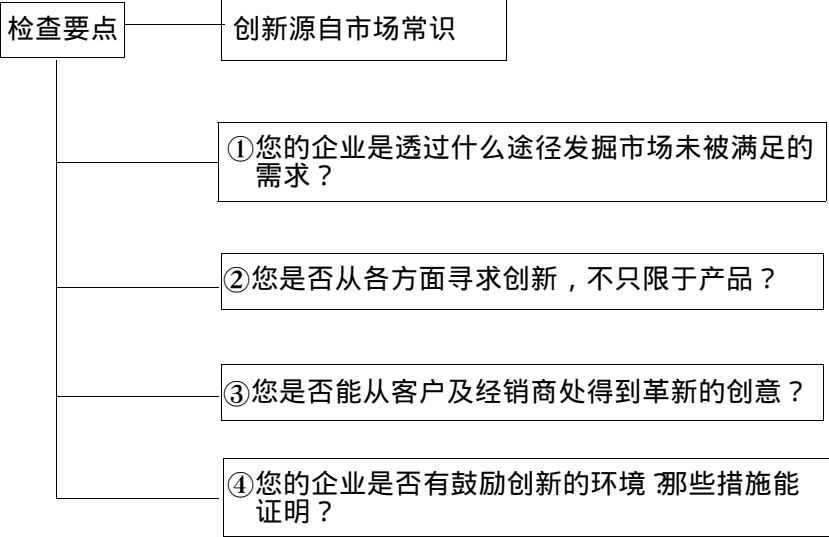 检查要点
创新源自市场常识
①您的企业是透过什么途径发掘市场未被满足的
需求？
②您是否从各方面寻求创新，不只限于产品？
③您是否能从客户及经销商处得到革新的创意？
④您的企业是否有鼓励创新的环境？那些措施能
证明？